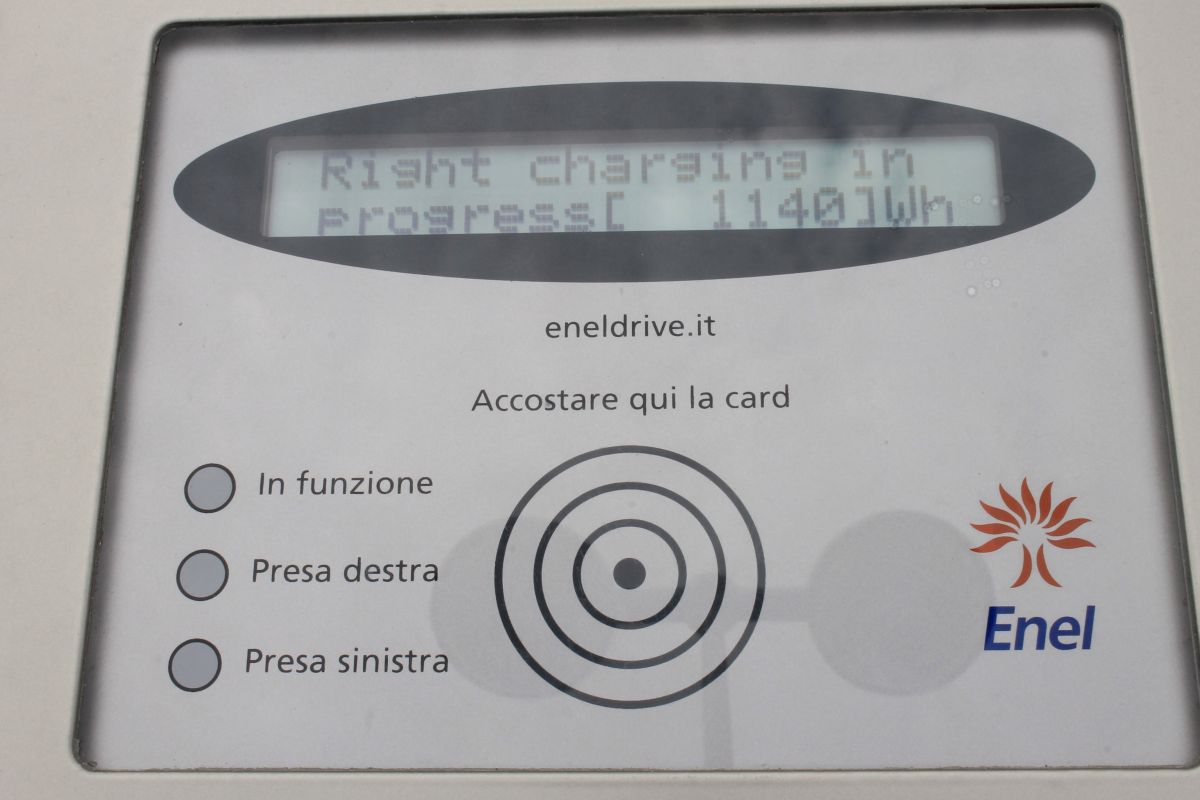 Right charging in
progress[   1140]Wh
eneldrive.it
Accostare qui la card
In funzione
Presa destra
Presa sinistra
Enel